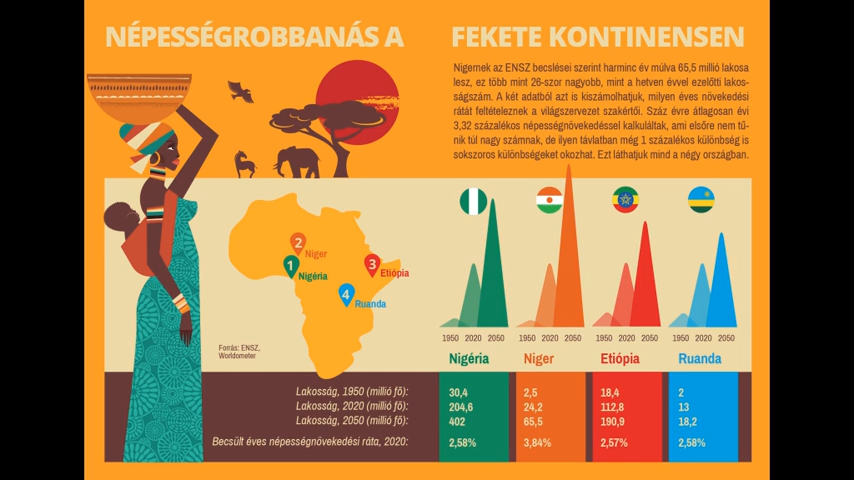 NÉPESSÉGROBBANÁS A FEKETE KONTINENSEN
Nigernek az ENSZ becslései szerint harminc év múlva 65,5 millió lakosa
lesz, ez több mint 26-szor nagyobb, mint a hetven évvel ezelőtti lakos-
ságszám. A két adatból azt is kiszámolhatjuk, milyen éves növekedési
rátát feltételeznek a világszervezet szakértői. Száz évre átlagosan évi
3,32 százalékos népességnövekedéssel kalkuláltak, ami elsőre nem tű-
nik túl nagy számnak, de ilyen távlatban még 1 százalékos különbség is
sokszoros különbségeket okozhat. Ezt láthatjuk mind a négy országban.
2 Niger
1 Nigéria
3 Etiópia
4 Ruanda
Forrás: ENSZ,
Worldometer
1950 2020 2050 1950 2020 2050 1950 2020 2050 1950 2020 2050
Nigéria Niger Etiópia Ruanda
Lakosság, 1950 (millió fő): 30,4 2,5 18,4 2
Lakosság, 2020 (millió fő): 204,6 24,2 112,8 13
Lakosság, 2050 (millió fő): 402 65,5 190,9 18,2
Becsült éves népességnövekedési ráta, 2020: 2,58% 3,84% 2,57% 2,58%